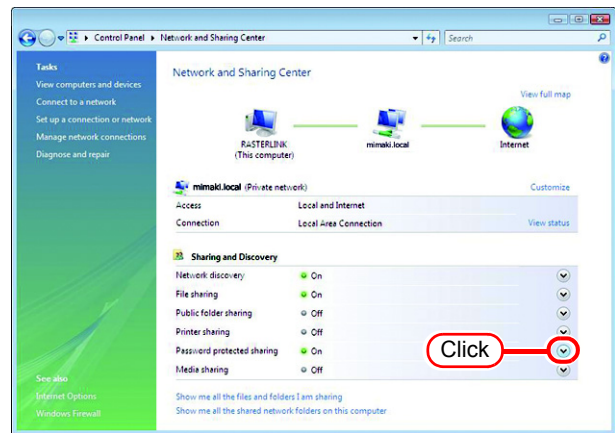 Control Panel ▸ Network and Sharing Center
Search
Tasks
View computers and devices
Connect to a network
Set up a connection or network
Manage network connections
Diagnose and repair
See also
Internet Options
Windows Firewall
Network and Sharing Center
View full map
RASTERLINK
(This computer)
mimaki.local
Internet
mimaki.local (Private network)
Customize
Access Local and Internet
Connection Local Area Connection View status
Sharing and Discovery
Network discovery On
File sharing On
Public folder sharing Off
Printer sharing Off
Password protected sharing On
Click
Media sharing Off
Show me all the files and folders I am sharing
Show me all the shared network folders on this computer